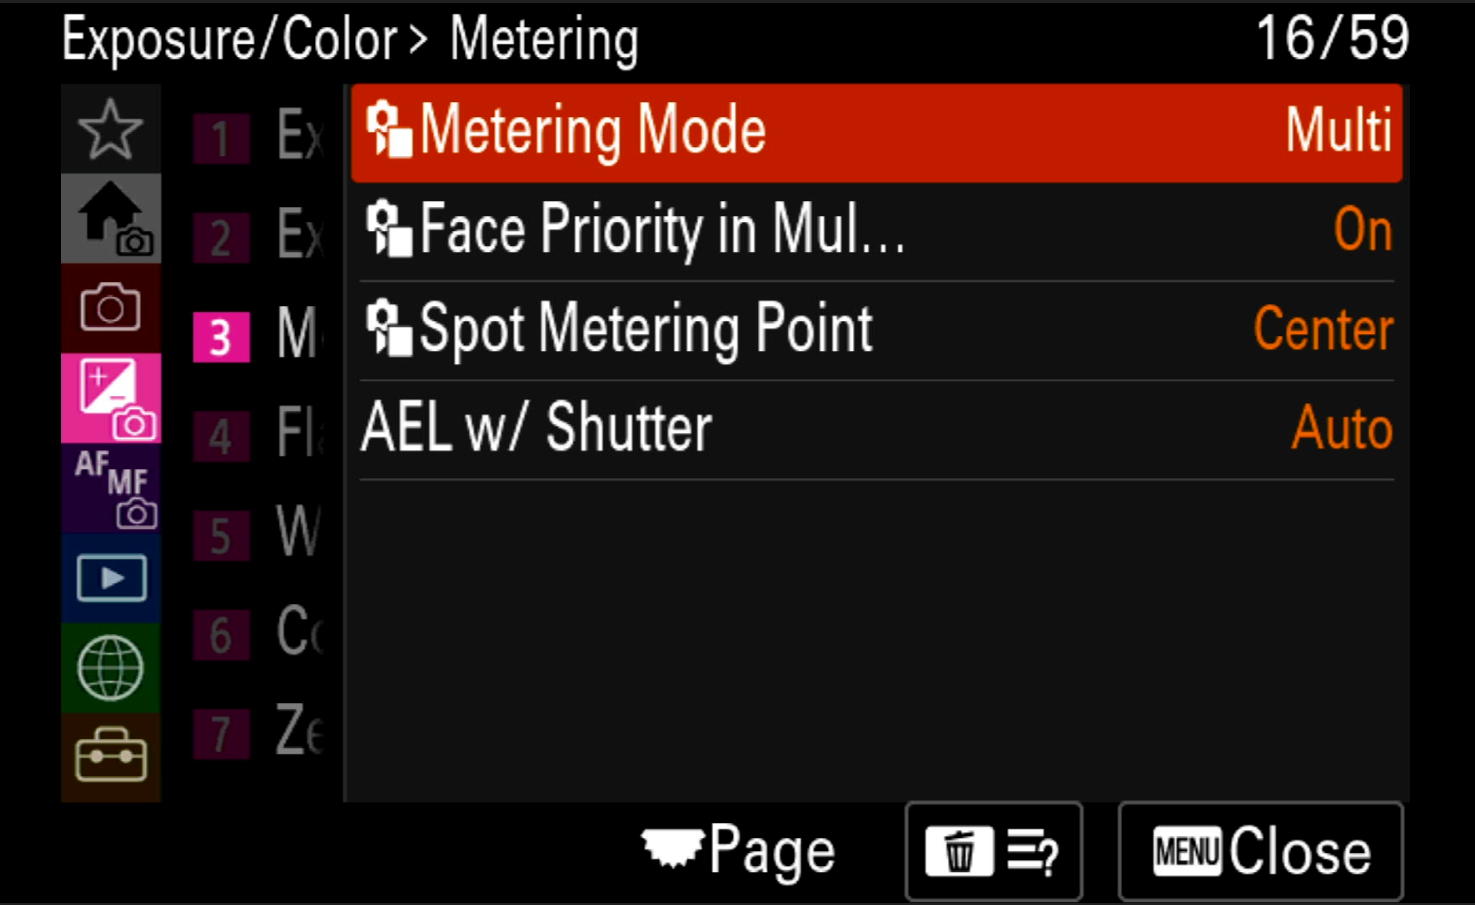 Exposure/Color> Metering 16/59
1 Ex
2 Ex
3 M
4 Fl
5 W
6 Co
7 Ze
Metering Mode Multi
Face Priority in Mul... On
Spot Metering Point Center
AEL w/ Shutter Auto
AF MF
Page
MENU Close